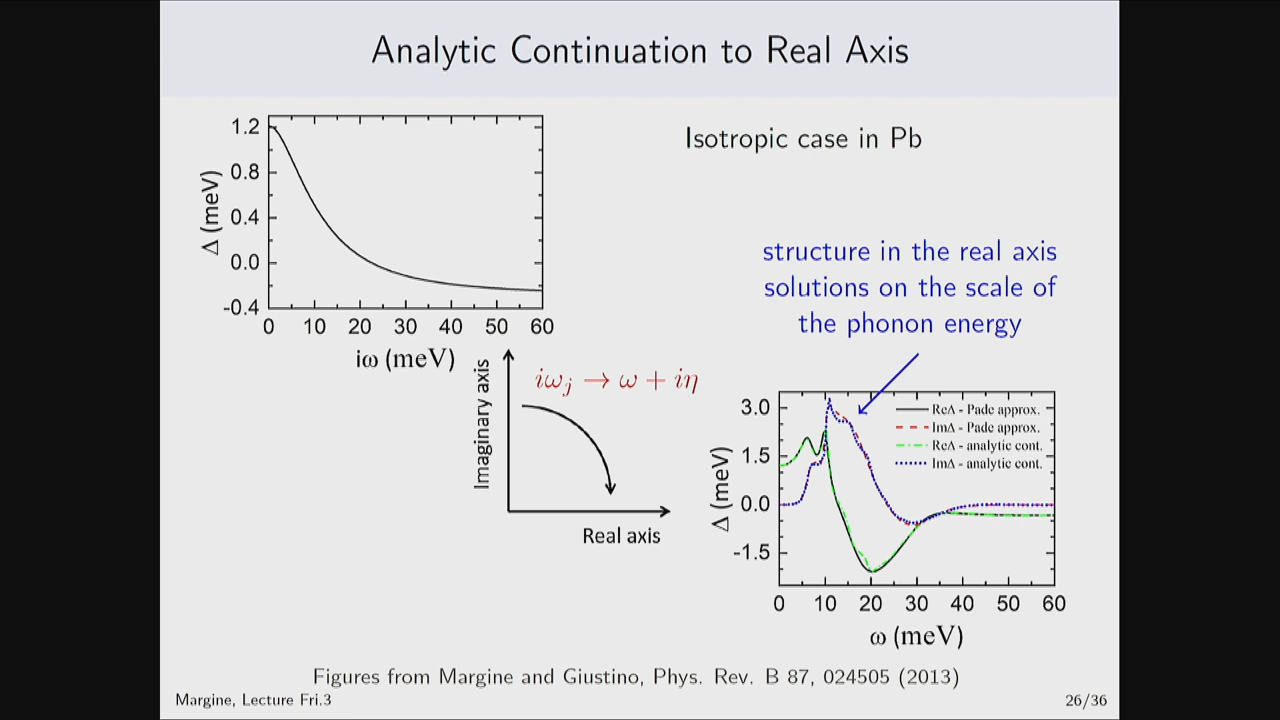 Analytic Continuation to Real Axis
1.2
0.8
0.4
0.0
-0.4
Δ (meV)
0 10 20 30 40 50 60
iω (meV)
Isotropic case in Pb
structure in the real axis
solutions on the scale of
the phonon energy
Imaginary axis
iωj → ω + iη
Real axis
3.0
1.5
0.0
-1.5
Δ (meV)
ReΔ - Pade approx.
ImΔ - Pade approx.
ReΔ - analytic cont.
ImΔ - analytic cont.
0 10 20 30 40 50 60
ω (meV)
Figures from Margine and Giustino, Phys. Rev. B 87, 024505 (2013)
Margine, Lecture Fri.3
26/36